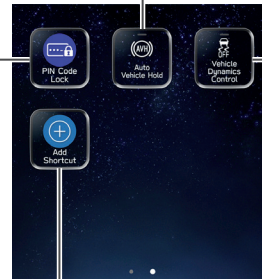 PIN Code
Lock
(AVH)
Auto
Vehicle Hold
OFF
Vehicle
Dynamics
Control
Add
Shortcut